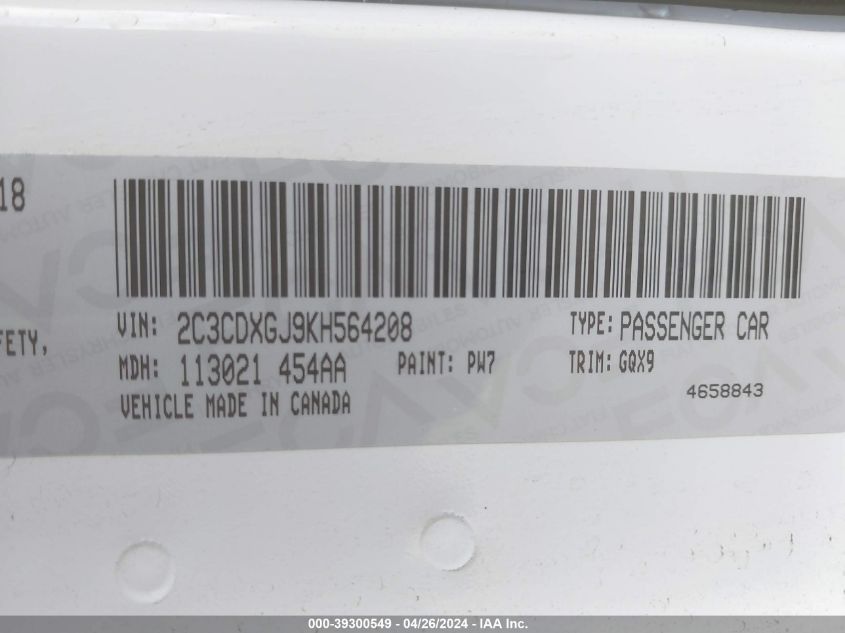 18
VIN: 2C3CDXGJ9KH564208 TYPE: PASSENGER CAR
FETY,
MDH: 113021 454AA PAINT: PW7 TRIM: GQX9
VEHICLE MADE IN CANADA 4658843
000-39300549 - 04/26/2024 - IAA Inc.